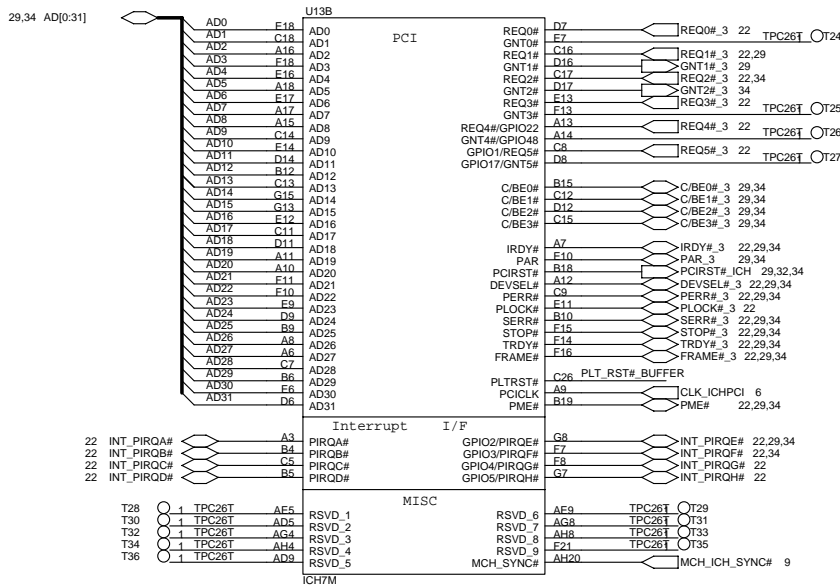 U13B
29,34 AD[0:31]
PCI
AD0 E18 AD0 REQ0# D7 REQ0#_3 22
AD1 C18 AD1 GNT0# E7 TPC26T T24
AD2 A16 AD2 REQ1# C16 REQ1#_3 22,29
AD3 F18 AD3 GNT1# D16 GNT1#_3 29
AD4 E16 AD4 REQ2# C17 REQ2#_3 22,34
AD5 A18 AD5 GNT2# D17 GNT2#_3 34
AD6 E17 AD6 REQ3# E13 REQ3#_3 22
AD7 A17 AD7 GNT3# F13 TPC26T T25
AD8 A15 AD8 REQ4#/GPIO22 A13 REQ4#_3 22
AD9 C14 AD9 GNT4#/GPIO48 A14 TPC26T T26
AD10 E14 AD10 GPIO1/REQ5# C8 REQ5#_3 22
AD11 D14 AD11 GPIO17/GNT5# D8 TPC26T T27
AD12 B12 AD12
AD13 C13 AD13 C/BE0# B15 C/BE0#_3 29,34
AD14 G15 AD14 C/BE1# C12 C/BE1#_3 29,34
AD15 G13 AD15 C/BE2# D12 C/BE2#_3 29,34
AD16 E12 AD16 C/BE3# C15 C/BE3#_3 29,34
AD17 C11 AD17
AD18 D11 AD18 IRDY# A7 IRDY#_3 22,29,34
AD19 A11 AD19 PAR E10 PAR_3 29,34
AD20 A10 AD20 PCIRST# B18 PCIRST#_ICH 29,32,34
AD21 F11 AD21 DEVSEL# A12 DEVSEL#_3 22,29,34
AD22 F10 AD22 PERR# C9 PERR#_3 22,29,34
AD23 E9 AD23 PLOCK# E11 PLOCK#_3 22
AD24 D9 AD24 SERR# B10 SERR#_3 22,29,34
AD25 B9 AD25 STOP# F15 STOP#_3 22,29,34
AD26 A8 AD26 TRDY# F14 TRDY#_3 22,29,34
AD27 A6 AD27 FRAME# F16 FRAME#_3 22,29,34
AD28 C7 AD28
AD29 B6 AD29 PLTRST# C26 PLT_RST#_BUFFER
AD30 E6 AD30 PCICLK A9 CLK_ICHPCI 6
AD31 D6 AD31 PME# B19 PME# 22,29,34
Interrupt I/F
22 INT_PIRQA# A3 PIRQA# GPIO2/PIRQE# G8 INT_PIRQE# 22,29,34
22 INT_PIRQB# B4 PIRQB# GPIO3/PIRQF# F7 INT_PIRQF# 22,34
22 INT_PIRQC# C5 PIRQC# GPIO4/PIRQG# F8 INT_PIRQG# 22
22 INT_PIRQD# B5 PIRQD# GPIO5/PIRQH# G7 INT_PIRQH# 22
MISC
T28 1 TPC26T AE5 RSVD_1 RSVD_6 AE9 TPC26T T29
T30 1 TPC26T AD5 RSVD_2 RSVD_7 AG8 TPC26T T31
T32 1 TPC26T AG4 RSVD_3 RSVD_8 AH8 TPC26T T33
T34 1 TPC26T AH4 RSVD_4 RSVD_9 F21 TPC26T T35
T36 1 TPC26T AD9 RSVD_5 MCH_SYNC# AH20 MCH_ICH_SYNC# 9
ICH7M